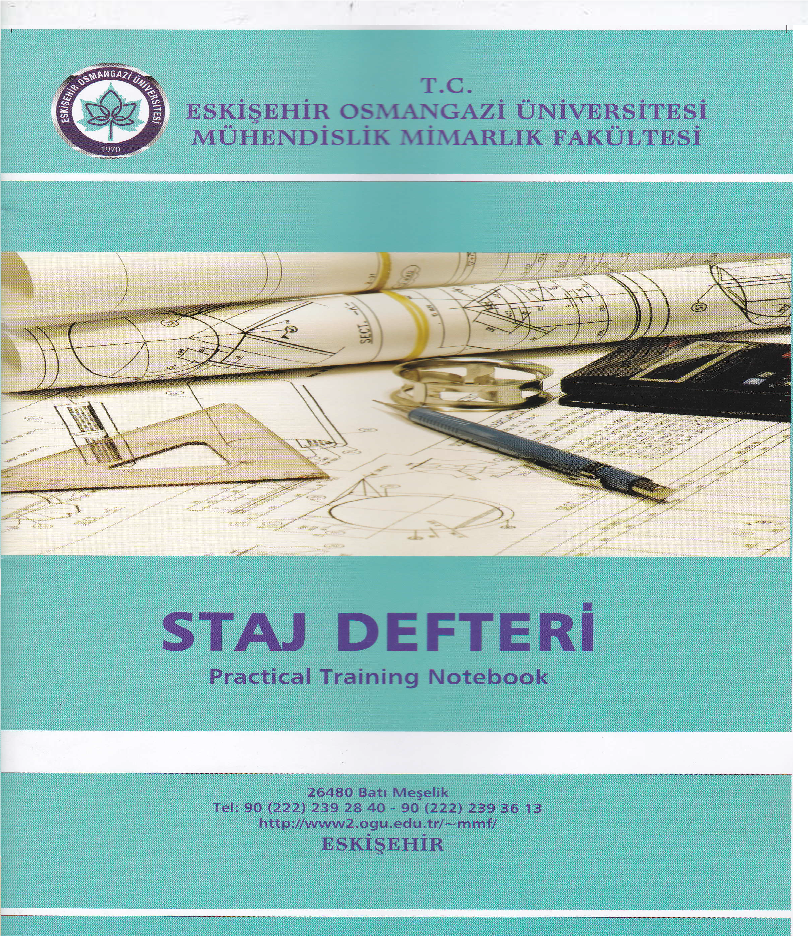 ESKİŞEHİR OSMANGAZİ ÜNİVERSİTESİ
1970
T.C.
ESKİŞEHİR OSMANGAZİ ÜNİVERSİTESİ
MÜHENDİSLİK MİMARLIK FAKÜLTESİ
SECT.
STAJ DEFTERİ
Practical Training Notebook
26480 Batı Meşelik
Tel: 90 (222) 239 28 40 - 90 (222) 239 36 13
http://www2.ogu.edu.tr/~mmf/
ESKİŞEHİR